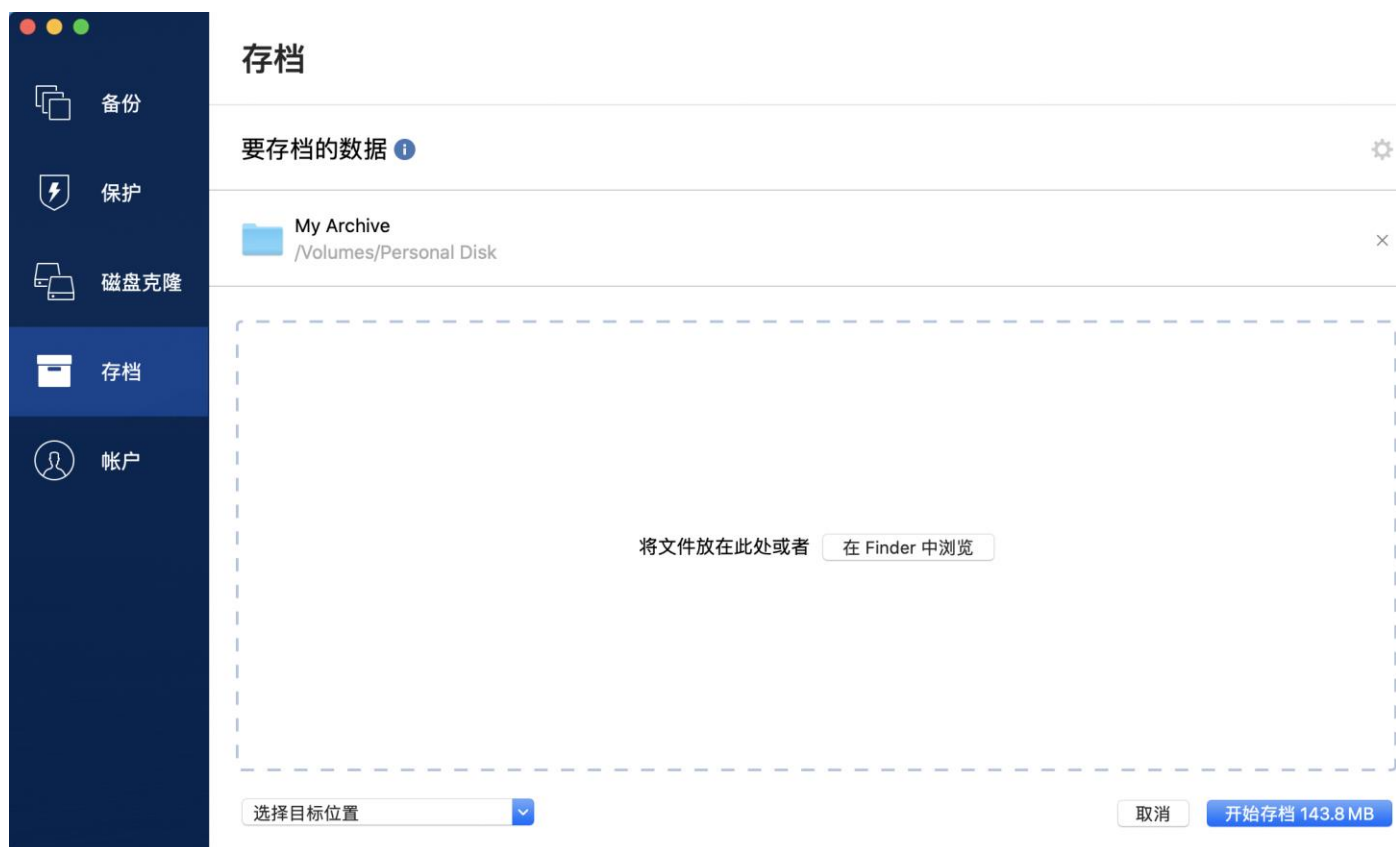 存档
备份
保护
磁盘克隆
存档
帐户
要存档的数据
My Archive
/Volumes/Personal Disk
将文件放在此处或者 在 Finder 中浏览
选择目标位置
取消 开始存档 143.8 MB